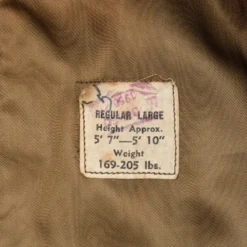 REGULAR LARGE
Height Approx.
5' 7"—5' 10"
Weight
169-205 lbs.